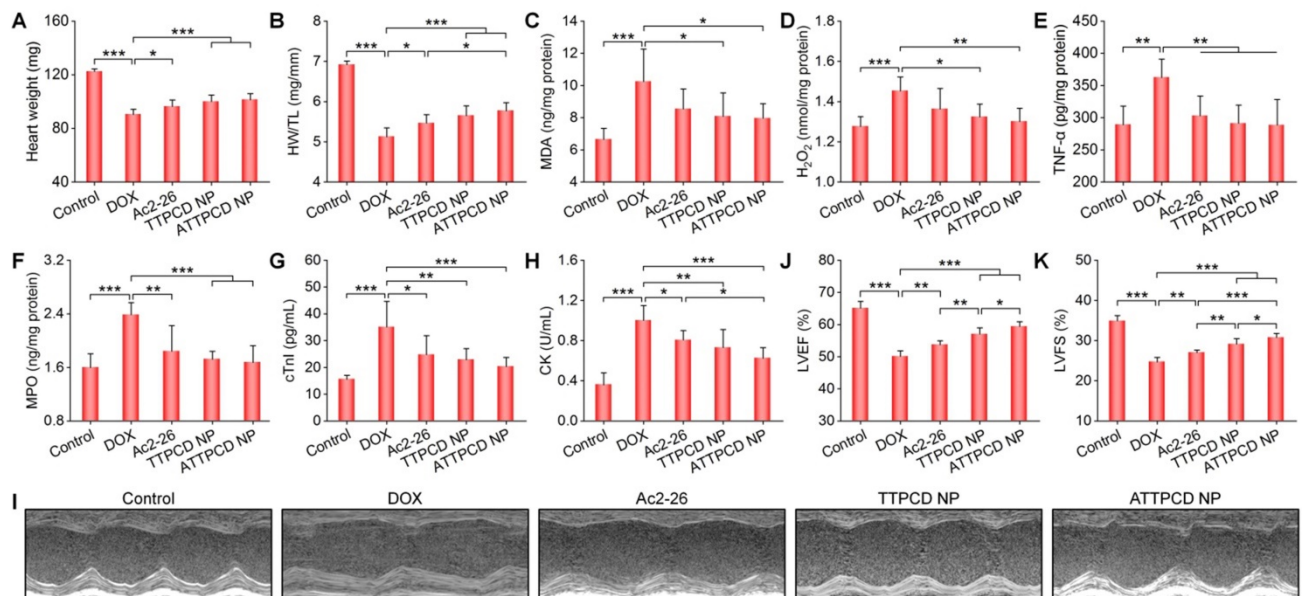 A
Heart weight (mg)
160
120
80
40
***
*
***
Control
DOX
Ac2-26
TTPCD NP
ATTPCD NP
B
HW/TL (mg/mm)
8
7
6
5
4
***
*
***
*
Control
DOX
Ac2-26
TTPCD NP
ATTPCD NP
C
MDA (ng/mg protein)
14
12
10
8
6
4
***
*
*
Control
DOX
Ac2-26
TTPCD NP
ATTPCD NP
D
H2O2 (nmol/mg protein)
1.8
1.6
1.4
1.2
1.0
***
**
*
Control
DOX
Ac2-26
TTPCD NP
ATTPCD NP
E
TNF-α (pg/mg protein)
450
400
350
300
250
200
**
**
Control
DOX
Ac2-26
TTPCD NP
ATTPCD NP
F
MPO (ng/mg protein)
3.2
2.4
1.6
0.8
***
**
***
Control
DOX
Ac2-26
TTPCD NP
ATTPCD NP
G
cTnI (pg/mL)
60
50
40
30
20
10
0
***
***
**
*
Control
DOX
Ac2-26
TTPCD NP
ATTPCD NP
H
CK (U/mL)
1.6
1.2
0.8
0.4
0.0
***
***
**
*
*
Control
DOX
Ac2-26
TTPCD NP
ATTPCD NP
J
LVEF (%)
80
70
60
50
40
30
***
***
**
**
*
Control
DOX
Ac2-26
TTPCD NP
ATTPCD NP
K
LVFS (%)
50
40
30
20
10
0
***
***
**
***
**
*
Control
DOX
Ac2-26
TTPCD NP
ATTPCD NP
I
Control
DOX
Ac2-26
TTPCD NP
ATTPCD NP